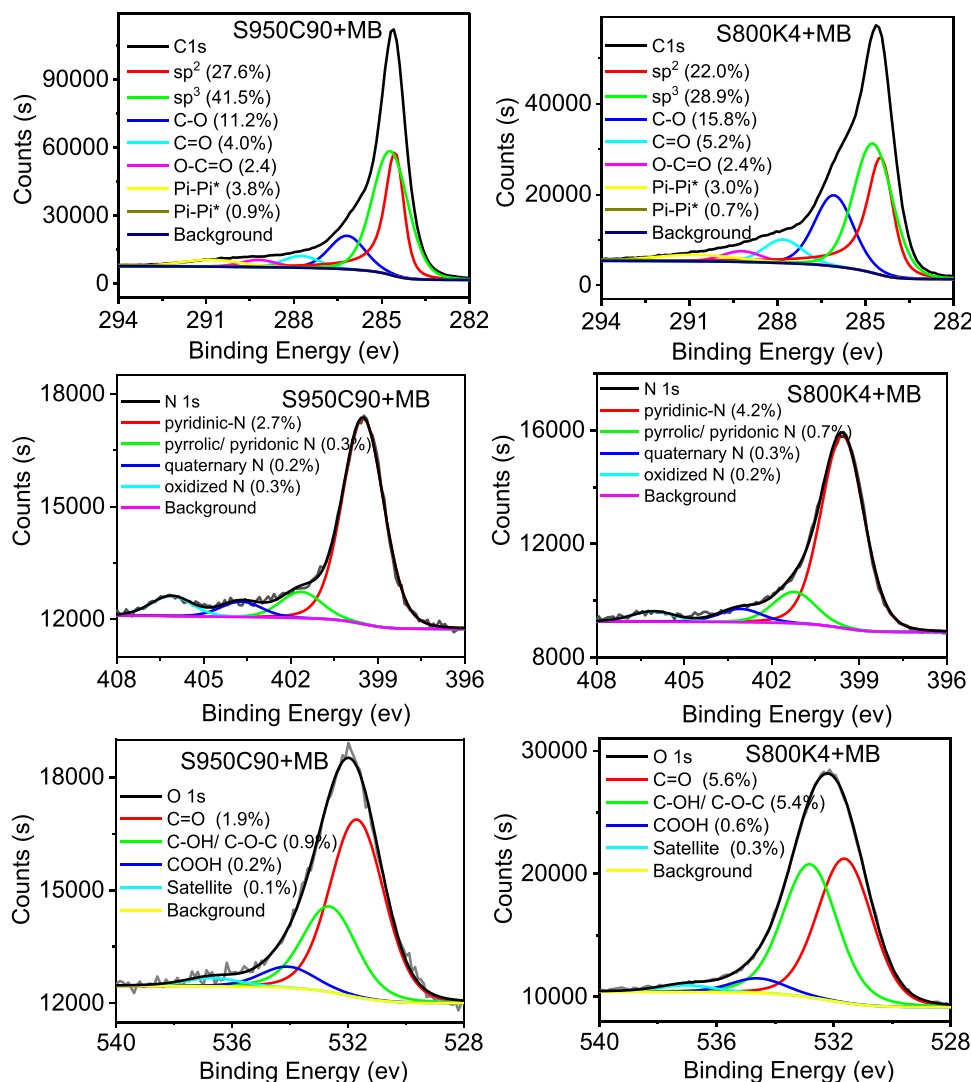 S950C90+MB
C1s
sp² (27.6%)
sp³ (41.5%)
C-O (11.2%)
C=O (4.0%)
O-C=O (2.4)
Pi-Pi* (3.8%)
Pi-Pi* (0.9%)
Background
90000
60000
30000
0
Counts (s)
294 291 288 285 282
Binding Energy (ev)
S800K4+MB
C1s
sp² (22.0%)
sp³ (28.9%)
C-O (15.8%)
C=O (5.2%)
O-C=O (2.4%)
Pi-Pi* (3.0%)
Pi-Pi* (0.7%)
Background
40000
20000
0
Counts (s)
294 291 288 285 282
Binding Energy (ev)
S950C90+MB
N 1s
pyridinic-N (2.7%)
pyrrolic/ pyridonic N (0.3%)
quaternary N (0.2%)
oxidized N (0.3%)
Background
18000
15000
12000
Counts (s)
408 405 402 399 396
Binding Energy (ev)
S800K4+MB
N 1s
pyridinic-N (4.2%)
pyrrolic/ pyridonic N (0.7%)
quaternary N (0.3%)
oxidized N (0.2%)
Background
16000
12000
8000
Counts (s)
408 405 402 399 396
Binding Energy (ev)
S950C90+MB
O 1s
C=O (1.9%)
C-OH/ C-O-C (0.9%)
COOH (0.2%)
Satellite (0.1%)
Background
18000
15000
12000
Counts (s)
540 536 532 528
Binding Energy (ev)
S800K4+MB
O 1s
C=O (5.6%)
C-OH/ C-O-C (5.4%)
COOH (0.6%)
Satellite (0.3%)
Background
30000
20000
10000
Counts (s)
540 536 532 528
Binding Energy (ev)